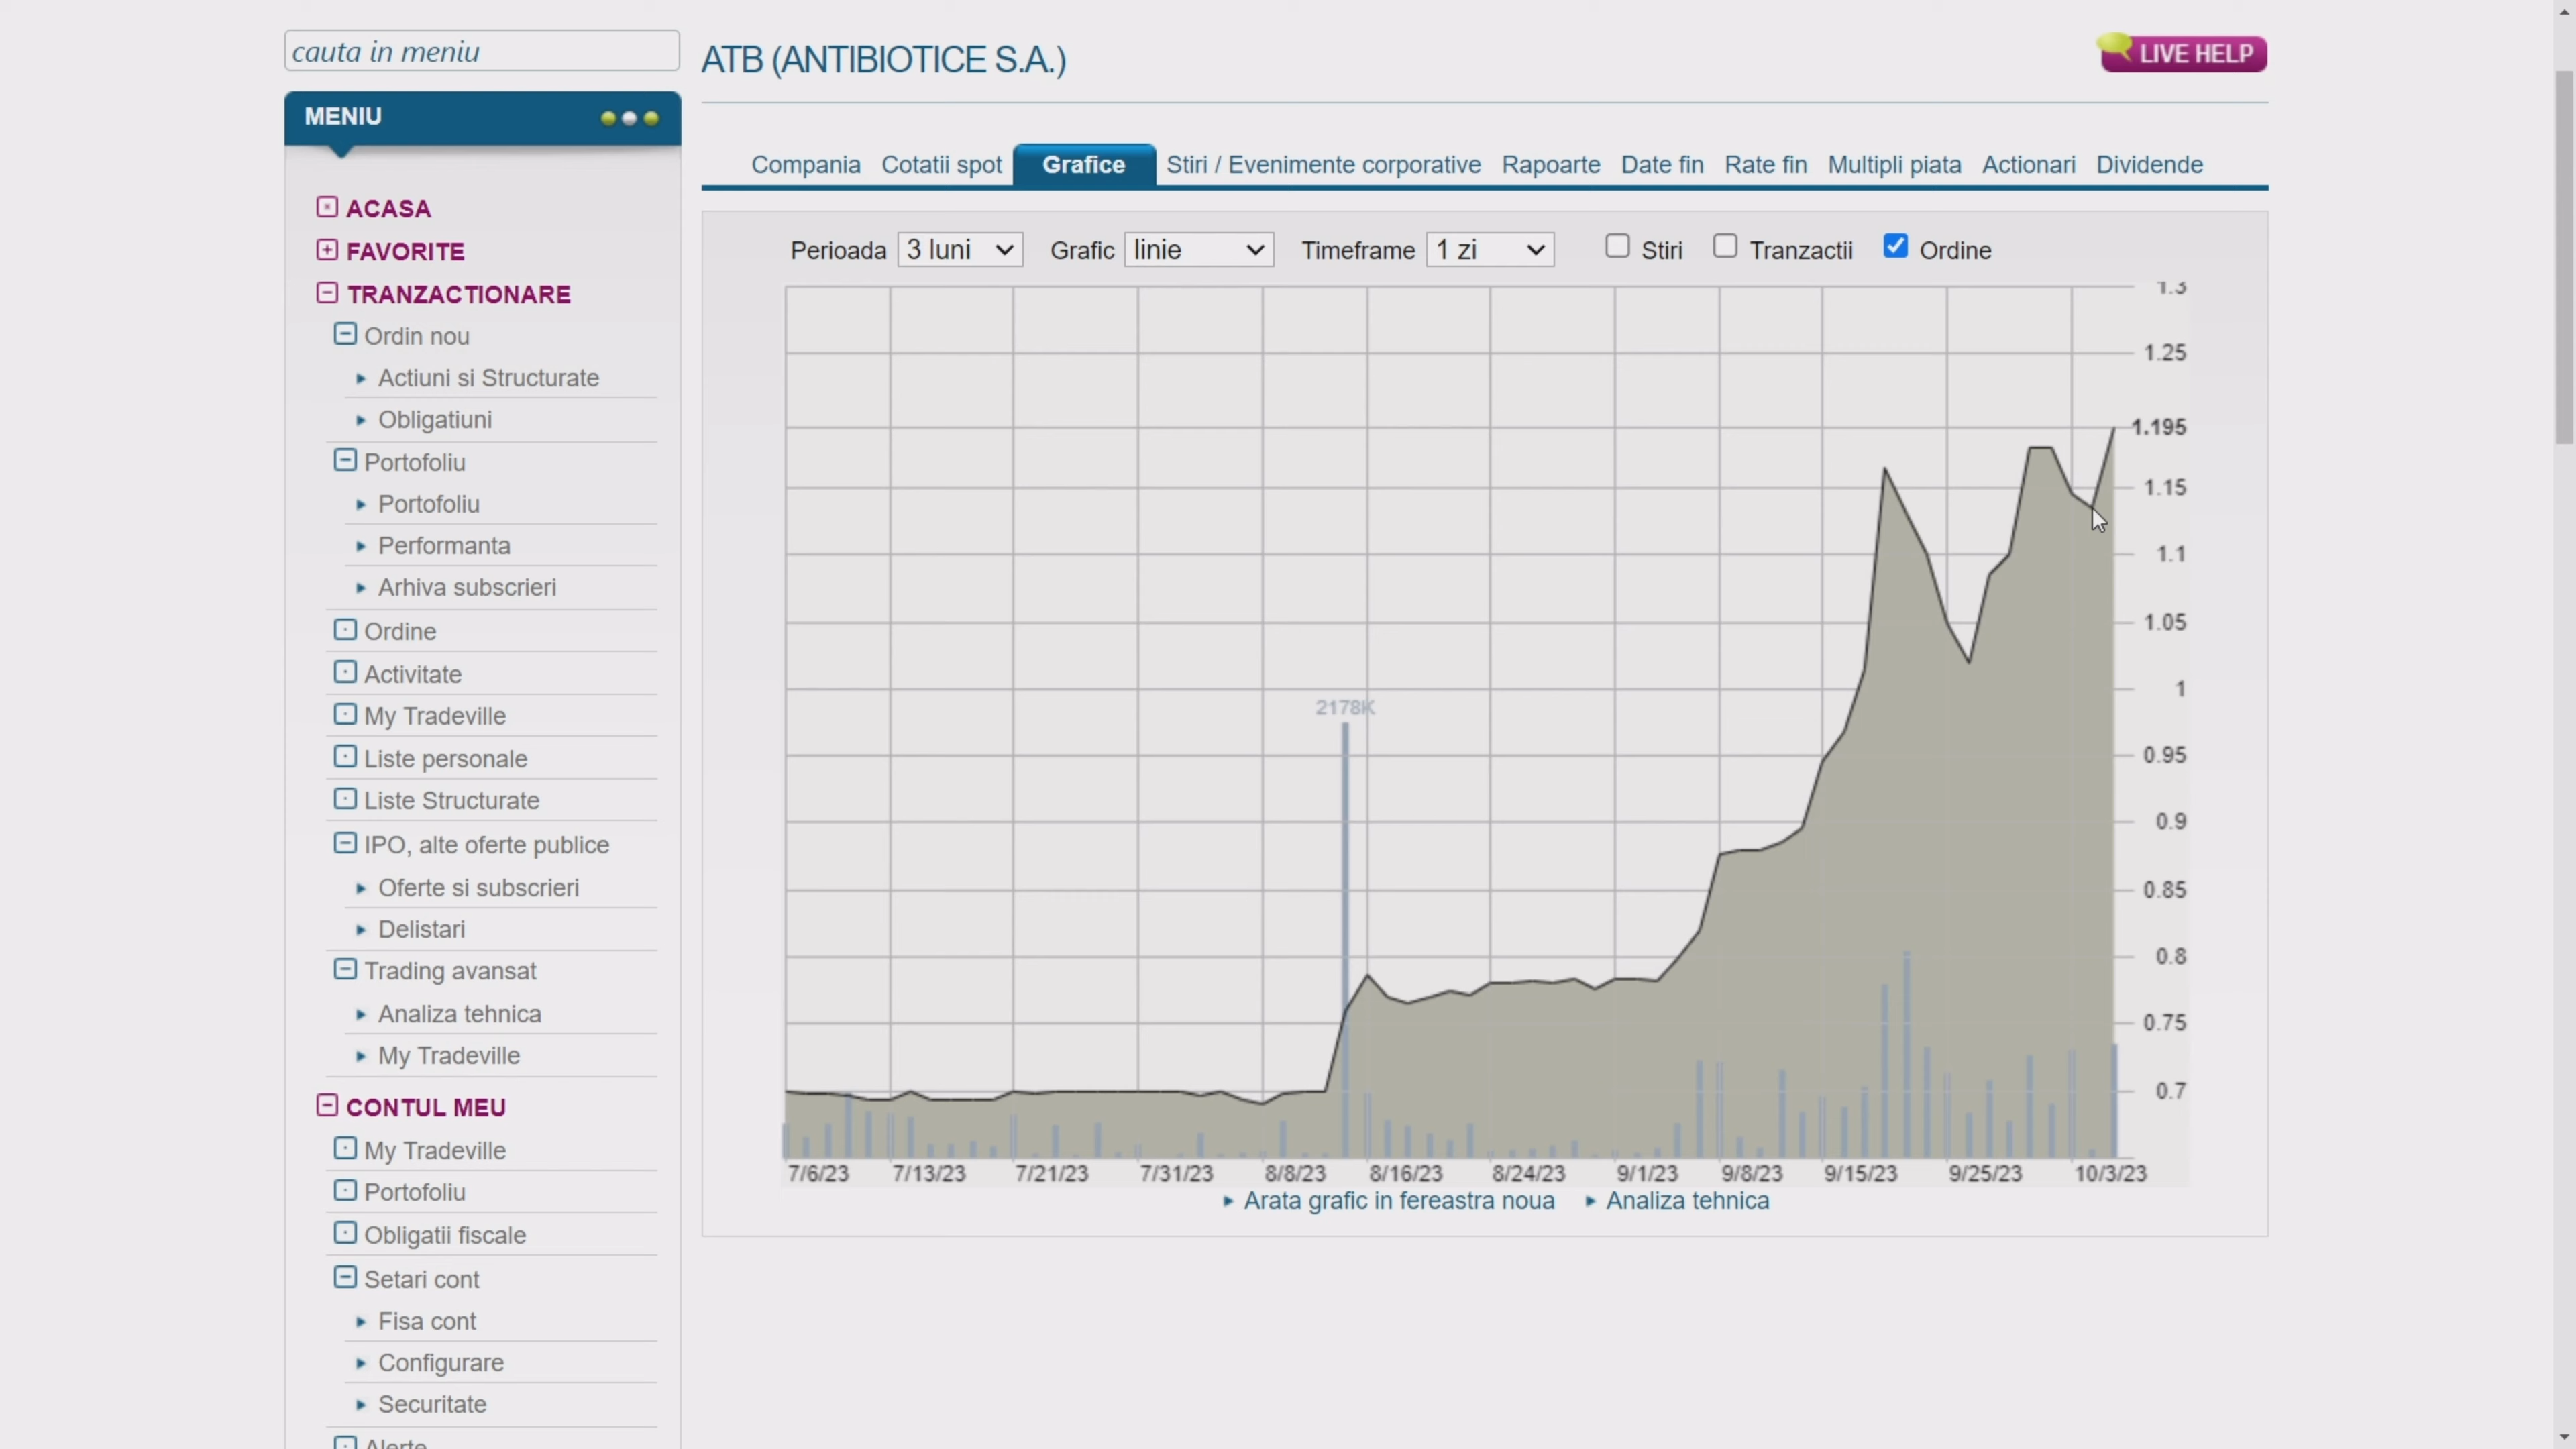 cauta in meniu
ATB (ANTIBIOTICE S.A.)
LIVE HELP
MENIU
Compania Cotatii spot Grafice Stiri / Evenimente corporative Rapoarte Date fin Rate fin Multipli piata Actionari Dividende
ACASA
FAVORITE
TRANZACTIONARE
Ordin nou
Actiuni si Structurate
Obligatiuni
Portofoliu
Portofoliu
Performanta
Arhiva subscrieri
Ordine
Activitate
My Tradeville
Liste personale
Liste Structurate
IPO, alte oferte publice
Oferte si subscrieri
Delistari
Trading avansat
Analiza tehnica
My Tradeville
CONTUL MEU
My Tradeville
Portofoliu
Obligatii fiscale
Setari cont
Fisa cont
Configurare
Securitate
Alerte
Perioada 3 luni Grafic linie Timeframe 1 zi Stiri Tranzactii Ordine
1.3
1.25
1.195
1.15
1.1
1.05
1
2178K
0.95
0.9
0.85
0.8
0.75
0.7
7/6/23 7/13/23 7/21/23 7/31/23 8/8/23 8/16/23 8/24/23 9/1/23 9/8/23 9/15/23 9/25/23 10/3/23
Arata grafic in fereastra noua Analiza tehnica